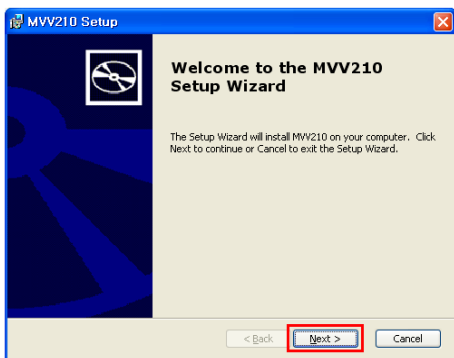 MVV210 Setup
Welcome to the MVV210
Setup Wizard
The Setup Wizard will install MVV210 on your computer. Click
Next to continue or Cancel to exit the Setup Wizard.
< Back
Next >
Cancel